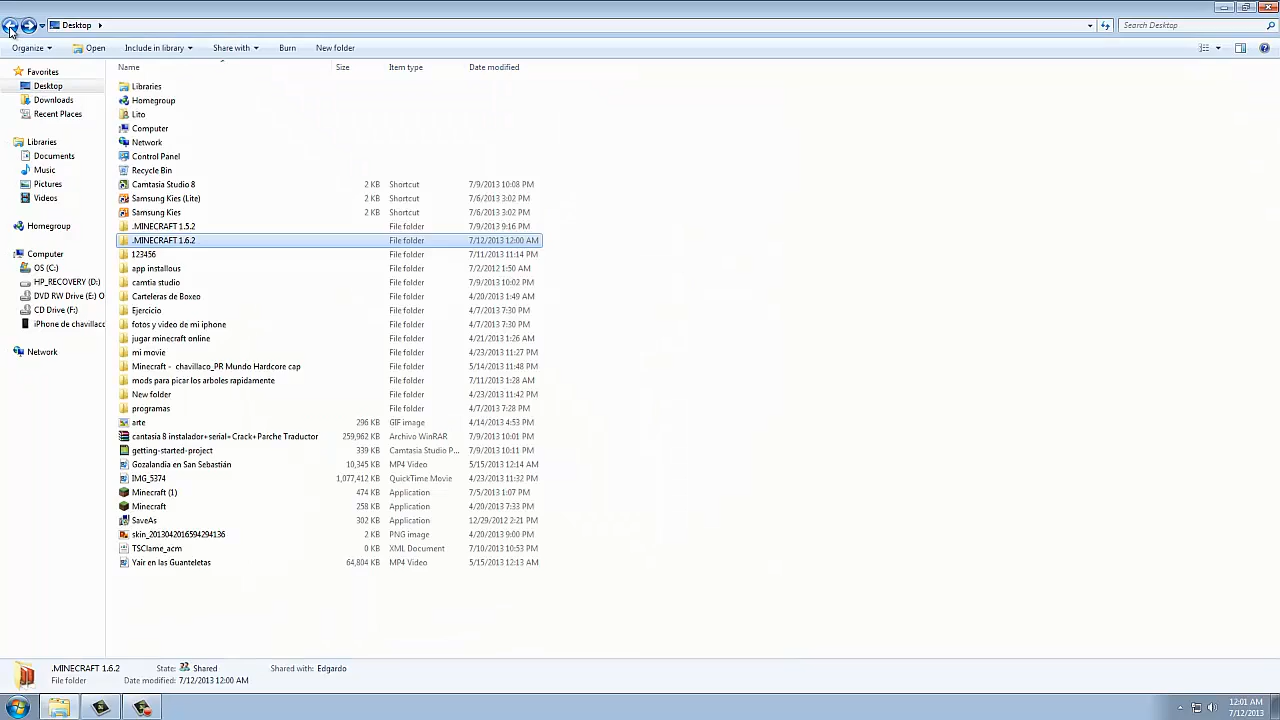 Desktop
Search Desktop
Organize Open Include in library Share with Burn New folder
Name Size Item type Date modified
Favorites
Desktop
Downloads
Recent Places
Libraries
Documents
Music
Pictures
Videos
Homegroup
Computer
OS (C:)
HP_RECOVERY (D:)
DVD RW Drive (E:) O
CD Drive (F:)
iPhone de chavillac
Network
Libraries
Homegroup
Lito
Computer
Network
Control Panel
Recycle Bin
Camtasia Studio 8 2 KB Shortcut 7/9/2013 10:08 PM
Samsung Kies (Lite) 2 KB Shortcut 7/6/2013 3:02 PM
Samsung Kies 2 KB Shortcut 7/6/2013 3:02 PM
.MINECRAFT 1.5.2 File folder 7/9/2013 9:16 PM
.MINECRAFT 1.6.2 File folder 7/12/2013 12:00 AM
123456 File folder 7/11/2013 11:14 PM
app installous File folder 7/2/2012 1:50 AM
camtia studio File folder 7/9/2013 10:02 PM
Carteleras de Boxeo File folder 4/20/2013 1:49 AM
Ejercicio File folder 4/7/2013 7:30 PM
fotos y video de mi iphone File folder 4/7/2013 7:30 PM
jugar minecraft online File folder 4/21/2013 1:26 AM
mi movie File folder 4/23/2013 11:27 PM
Minecraft - chavillaco_PR Mundo Hardcore cap File folder 5/14/2013 11:48 PM
mods para picar los arboles rapidamente File folder 7/11/2013 1:28 AM
New folder File folder 4/23/2013 11:42 PM
programas File folder 4/7/2013 7:28 PM
arte 296 KB GIF image 4/14/2013 4:53 PM
cantasia 8 instalador+serial+Crack+Parche Traductor 259,962 KB Archivo WinRAR 7/9/2013 10:01 PM
getting-started-project 339 KB Camtasia Studio P... 7/9/2013 10:11 PM
Gozalandia en San Sebastián 10,345 KB MP4 Video 5/15/2013 12:14 AM
IMG_5374 1,077,412 KB QuickTime Movie 4/23/2013 11:32 PM
Minecraft (1) 474 KB Application 7/5/2013 1:07 PM
Minecraft 258 KB Application 4/20/2013 7:33 PM
SaveAs 302 KB Application 12/29/2012 2:21 PM
skin_2013042016594294136 2 KB PNG image 4/20/2013 9:00 PM
TSClame_acm 0 KB XML Document 7/10/2013 10:53 PM
Yair en las Guanteletas 64,804 KB MP4 Video 5/15/2013 12:13 AM
.MINECRAFT 1.6.2 State: Shared Shared with: Edgardo
File folder Date modified: 7/12/2013 12:00 AM
12:01 AM
7/12/2013